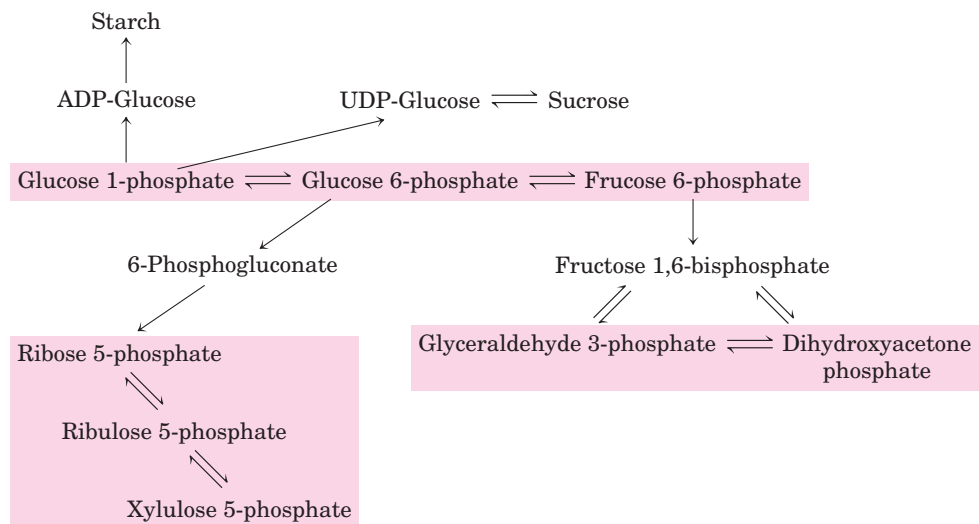 Starch
ADP-Glucose
UDP-Glucose
Sucrose
Glucose 1-phosphate
Glucose 6-phosphate
Frucose 6-phosphate
6-Phosphogluconate
Fructose 1,6-bisphosphate
Ribose 5-phosphate
Glyceraldehyde 3-phosphate
Dihydroxyacetone
phosphate
Ribulose 5-phosphate
Xylulose 5-phosphate